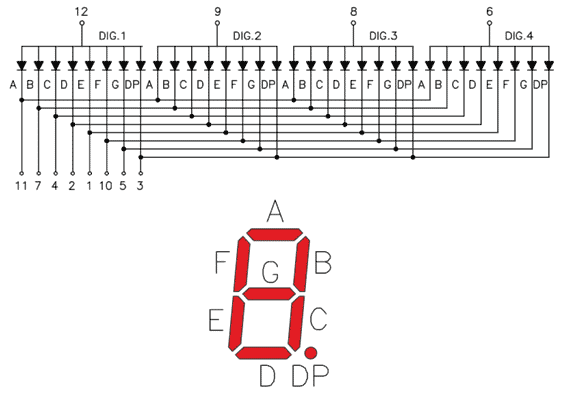 12 9 8 6
DIG.1 DIG.2 DIG.3 DIG.4
A B C D E F G DP A B C D E F G DP A B C D E F G DP A B C D E F G DP
11 7 4 2 1 10 5 3
A
F G B
E C
D DP